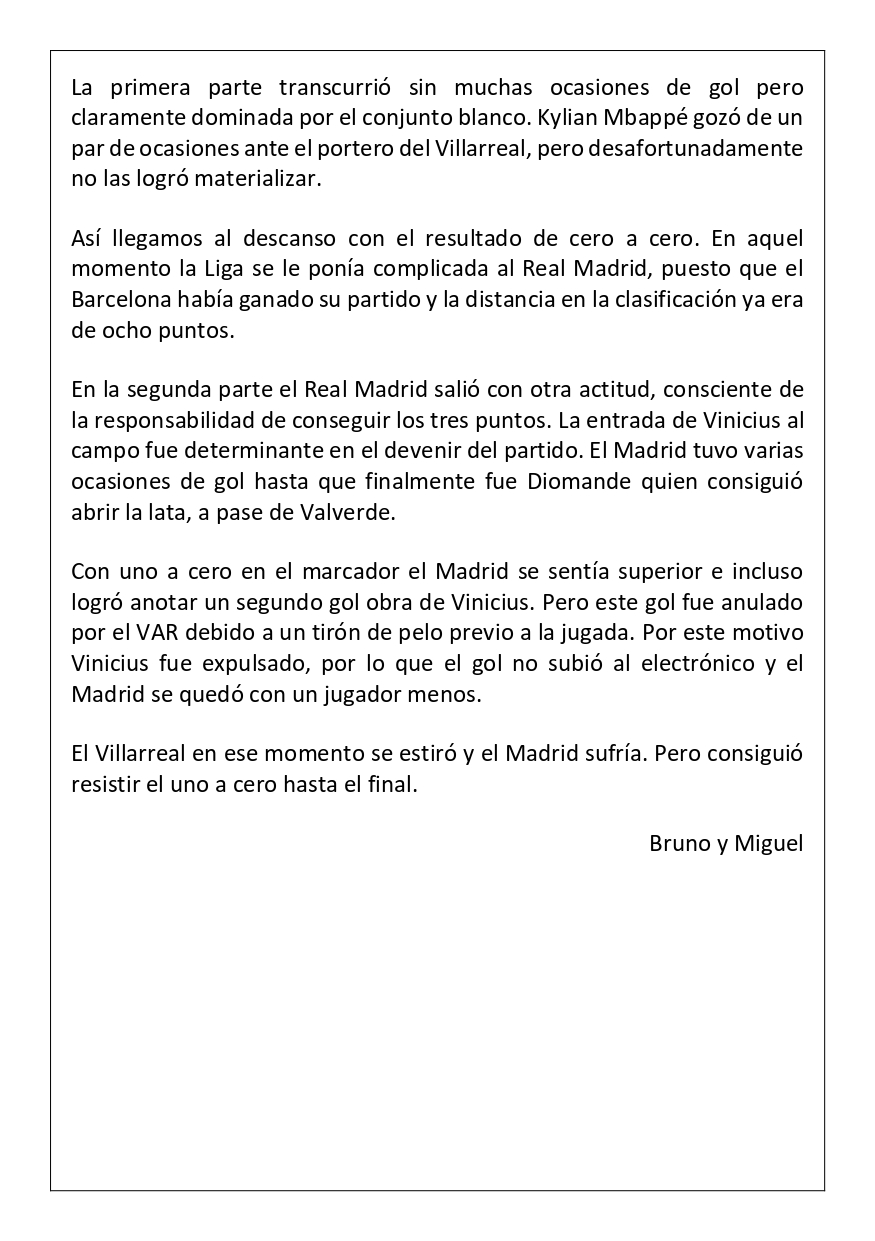 La primera parte transcurrió sin muchas ocasiones de gol pero
claramente dominada por el conjunto blanco. Kylian Mbappé gozó de un
par de ocasiones ante el portero del Villarreal, pero desafortunadamente
no las logró materializar.
Así llegamos al descanso con el resultado de cero a cero. En aquel
momento la Liga se le ponía complicada al Real Madrid, puesto que el
Barcelona había ganado su partido y la distancia en la clasificación ya era
de ocho puntos.
En la segunda parte el Real Madrid salió con otra actitud, consciente de
la responsabilidad de conseguir los tres puntos. La entrada de Vinicius al
campo fue determinante en el devenir del partido. El Madrid tuvo varias
ocasiones de gol hasta que finalmente fue Diomande quien consiguió
abrir la lata, a pase de Valverde.
Con uno a cero en el marcador el Madrid se sentía superior e incluso
logró anotar un segundo gol obra de Vinicius. Pero este gol fue anulado
por el VAR debido a un tirón de pelo previo a la jugada. Por este motivo
Vinicius fue expulsado, por lo que el gol no subió al electrónico y el
Madrid se quedó con un jugador menos.
El Villarreal en ese momento se estiró y el Madrid sufría. Pero consiguió
resistir el uno a cero hasta el final.
Bruno y Miguel